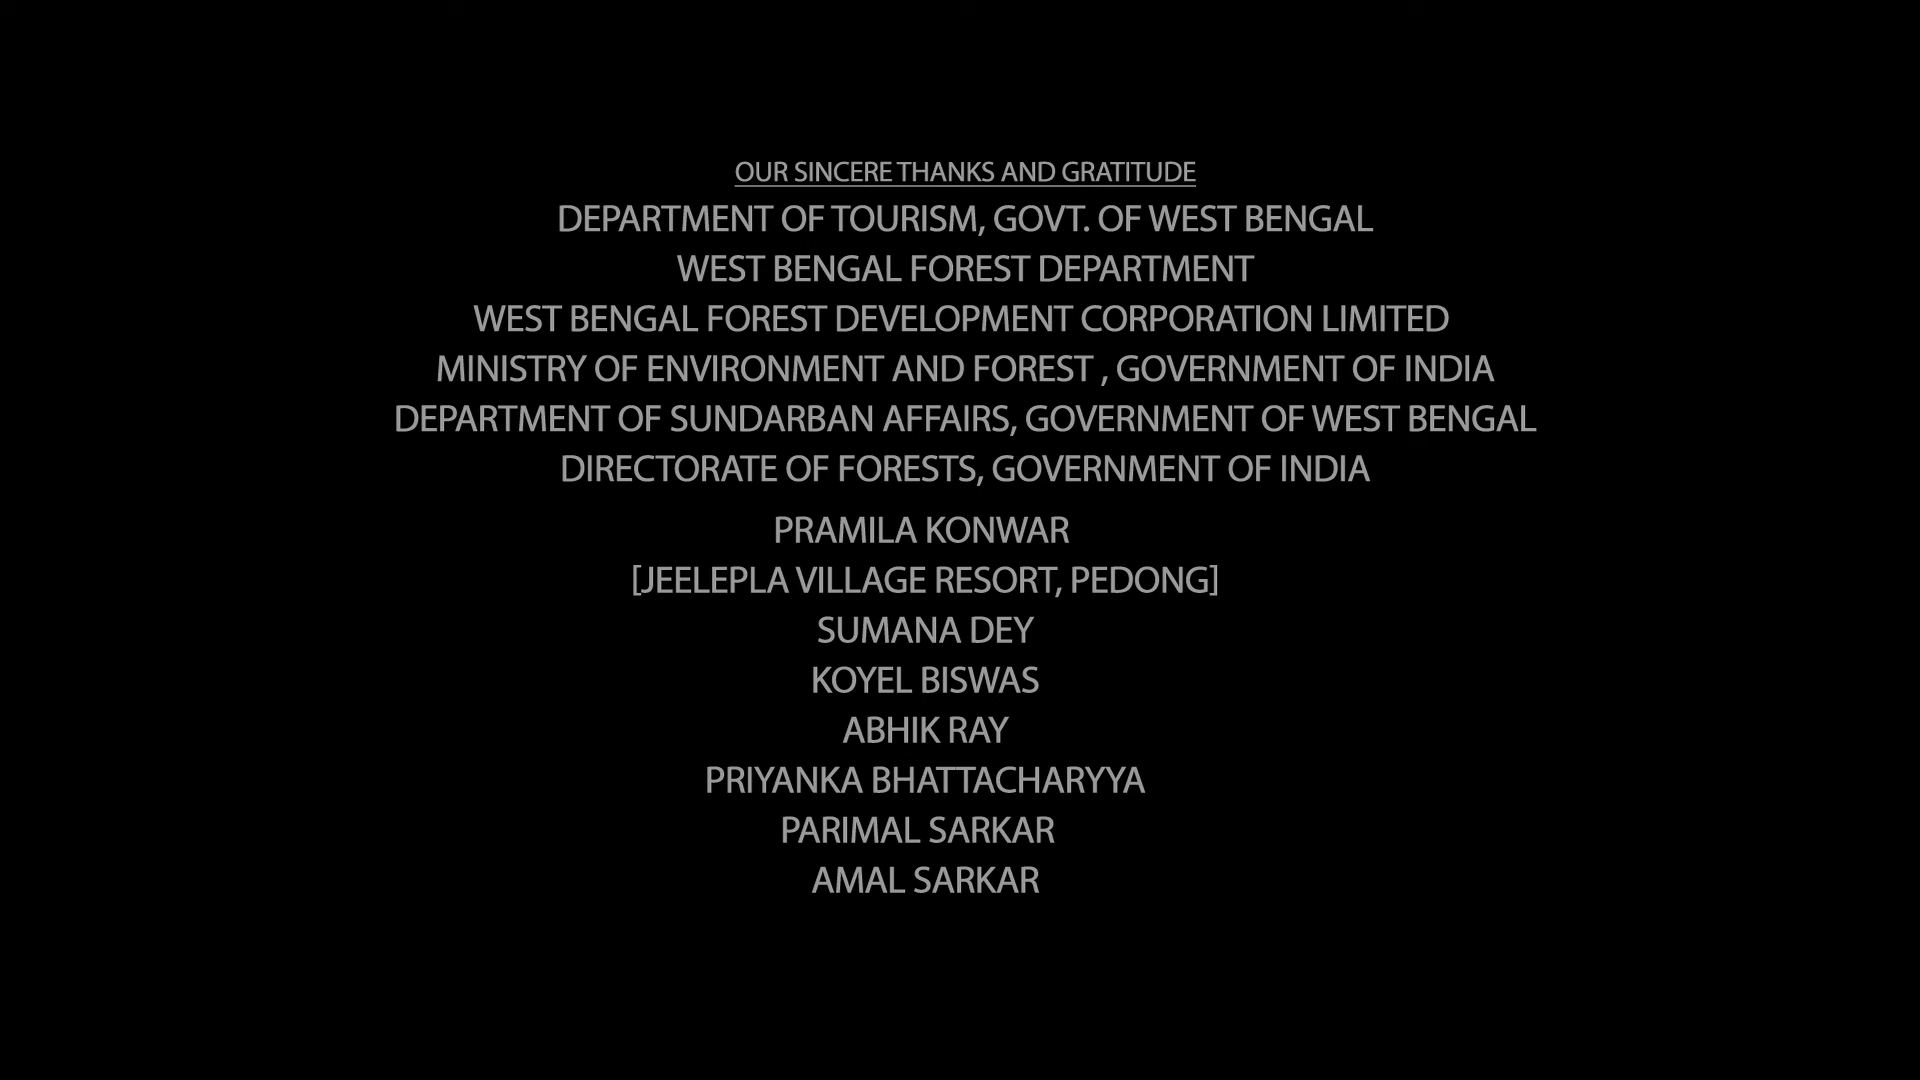 OUR SINCERE THANKS AND GRATITUDE
DEPARTMENT OF TOURISM, GOVT. OF WEST BENGAL
WEST BENGAL FOREST DEPARTMENT
WEST BENGAL FOREST DEVELOPMENT CORPORATION LIMITED
MINISTRY OF ENVIRONMENT AND FOREST , GOVERNMENT OF INDIA
DEPARTMENT OF SUNDARBAN AFFAIRS, GOVERNMENT OF WEST BENGAL
DIRECTORATE OF FORESTS, GOVERNMENT OF INDIA
PRAMILA KONWAR
[JEELEPLA VILLAGE RESORT, PEDONG]
SUMANA DEY
KOYEL BISWAS
ABHIK RAY
PRIYANKA BHATTACHARYYA
PARIMAL SARKAR
AMAL SARKAR